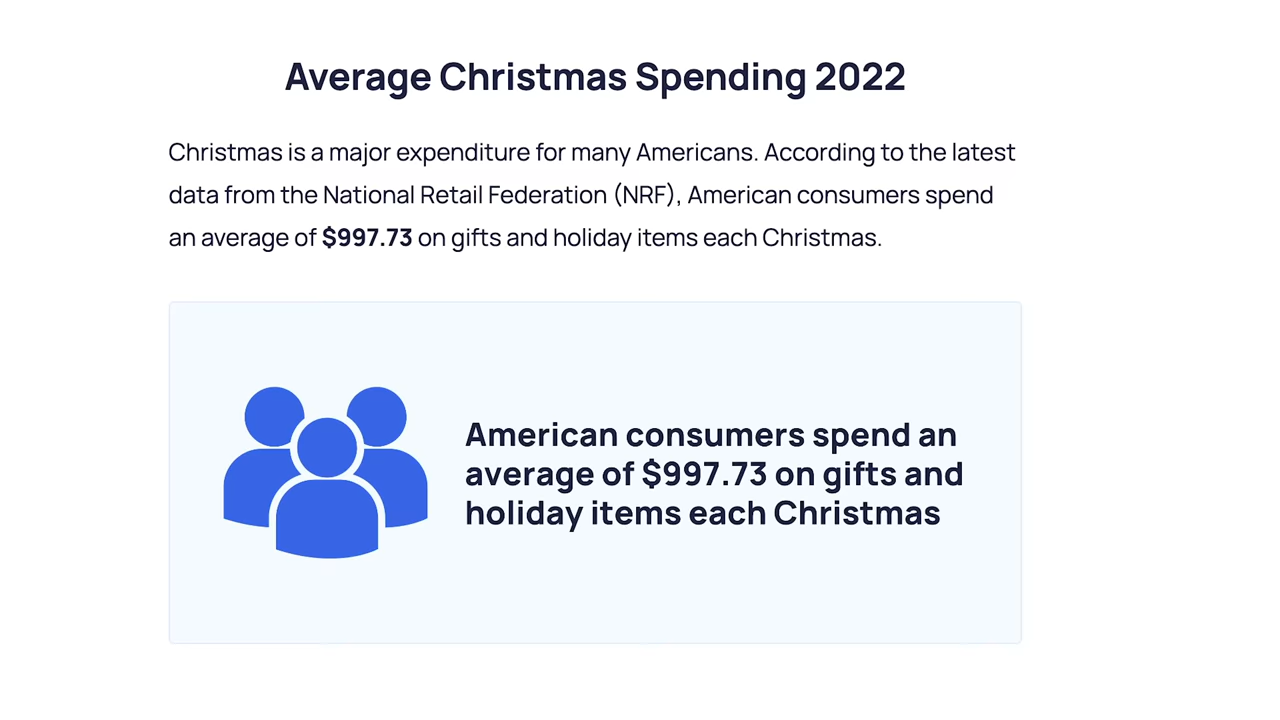 Average Christmas Spending 2022
Christmas is a major expenditure for many Americans. According to the latest
data from the National Retail Federation (NRF), American consumers spend
an average of $997.73 on gifts and holiday items each Christmas.
American consumers spend an
average of $997.73 on gifts and
holiday items each Christmas